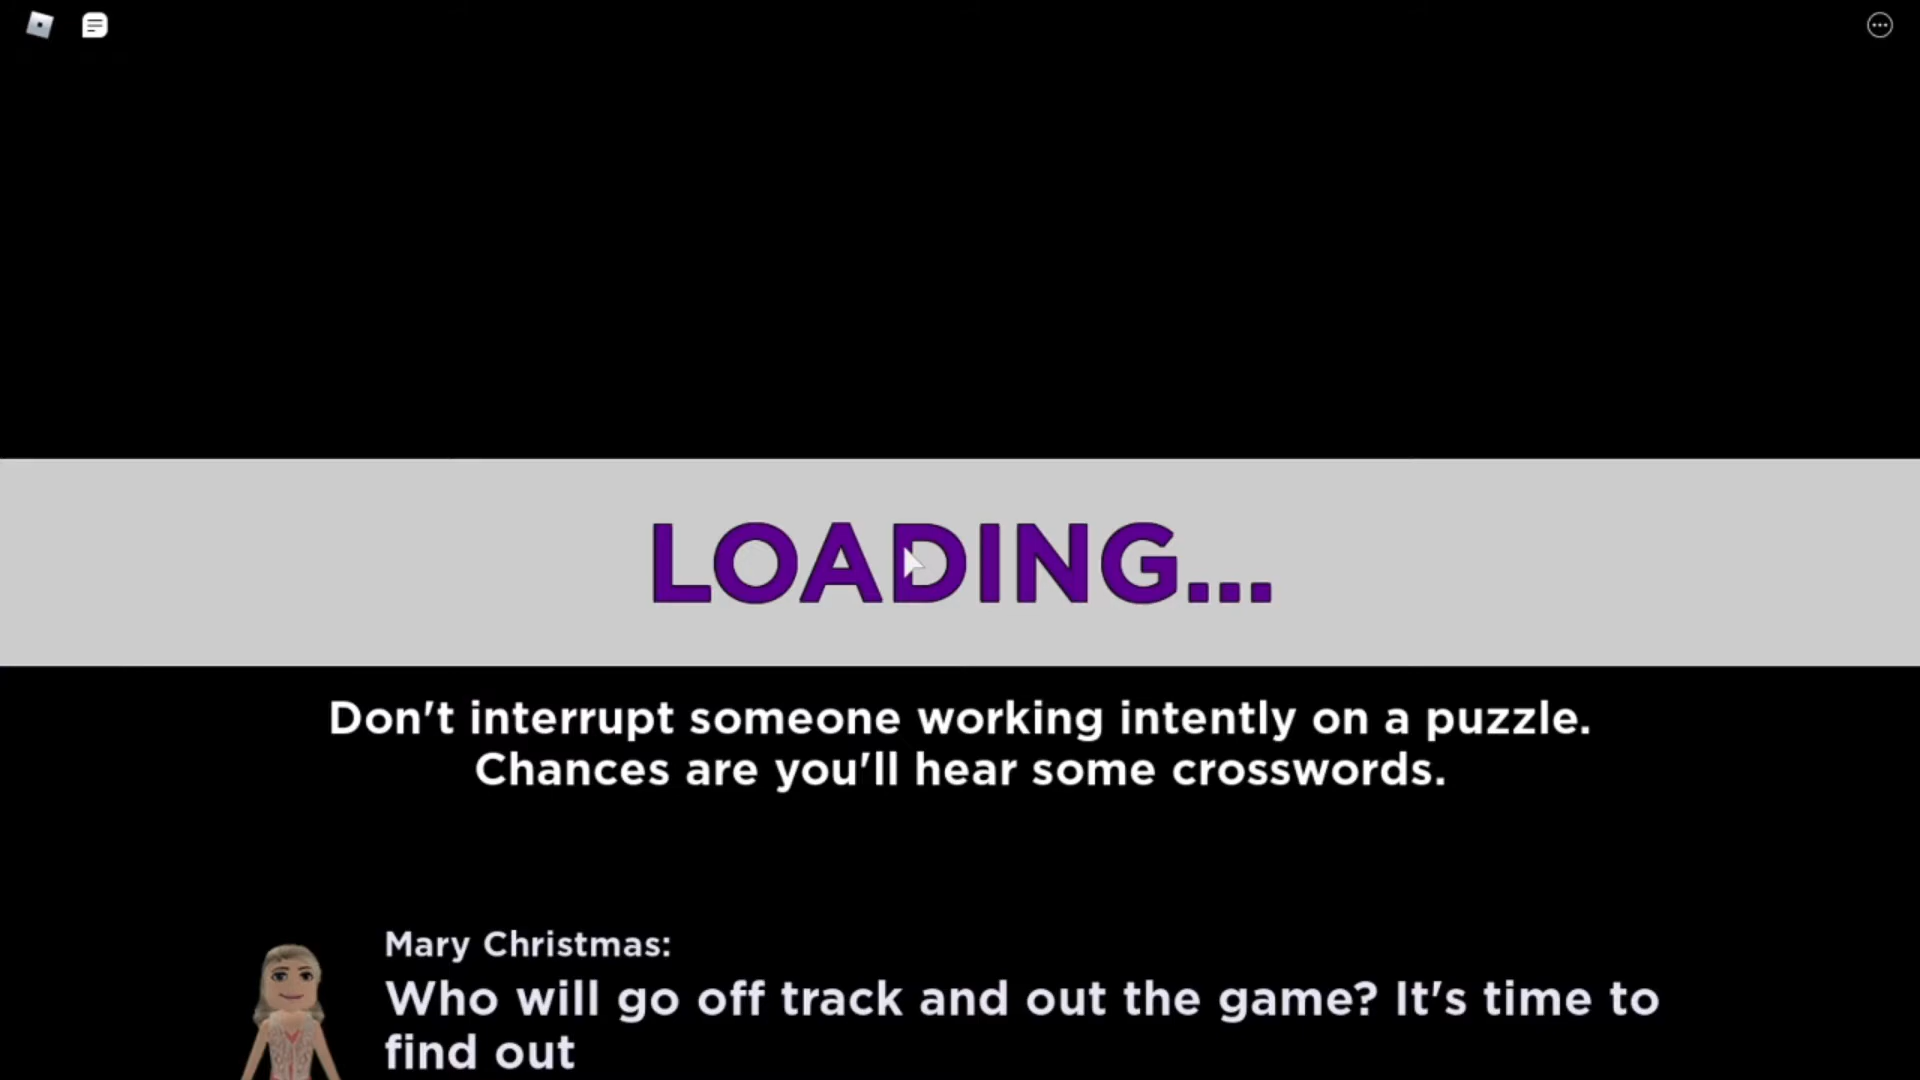 LOADING...
Don't interrupt someone working intently on a puzzle.
Chances are you'll hear some crosswords.
Mary Christmas:
Who will go off track and out the game? It's time to
find out